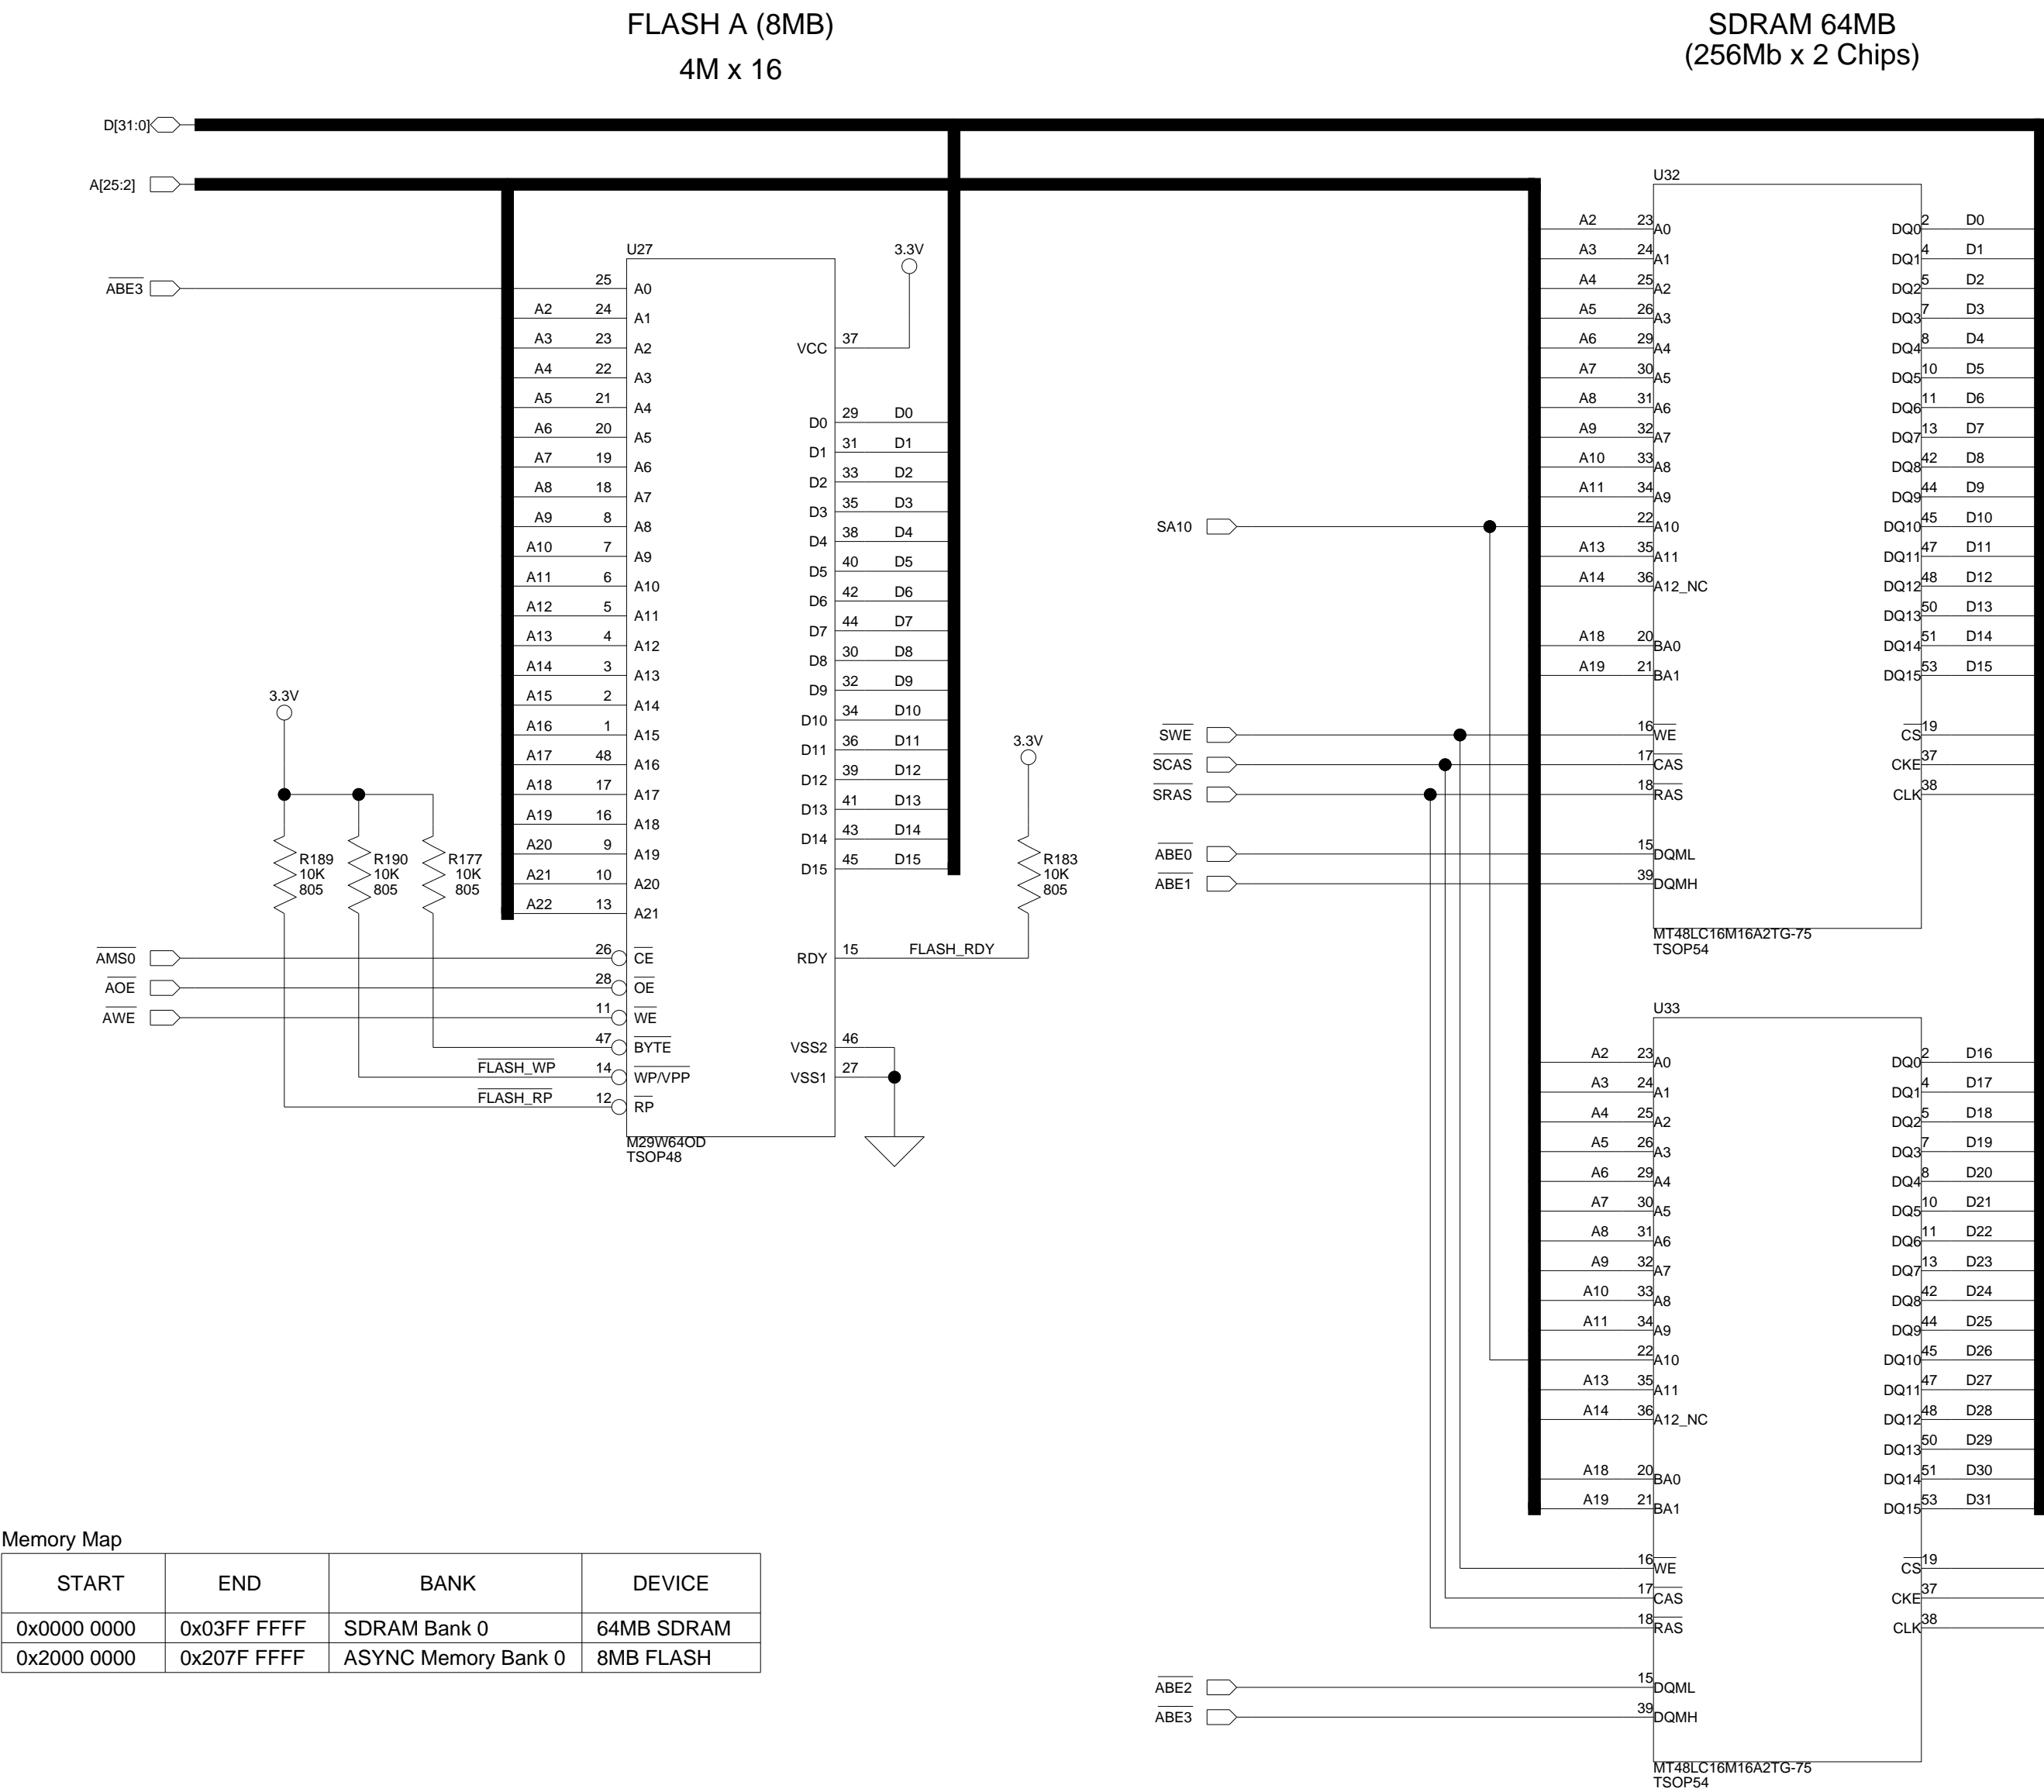 FLASH A (8MB)
4M x 16
SDRAM 64MB
(256Mb x 2 Chips)
D[31:0]
A[25:2]
ABE3
U27
3.3V
25 A0
A2 24 A1
A3 23 A2
A4 22 A3
A5 21 A4
A6 20 A5
A7 19 A6
A8 18 A7
A9 8 A8
A10 7 A9
A11 6 A10
A12 5 A11
A13 4 A12
A14 3 A13
A15 2 A14
A16 1 A15
A17 48 A16
A18 17 A17
A19 16 A18
A20 9 A19
A21 10 A20
A22 13 A21
VCC 37
D0 29 D0
D1 31 D1
D2 33 D2
D3 35 D3
D4 38 D4
D5 40 D5
D6 42 D6
D7 44 D7
D8 30 D8
D9 32 D9
D10 34 D10
D11 36 D11
D12 39 D12
D13 41 D13
D14 43 D14
D15 45 D15
3.3V
R189
10K
805
R190
10K
805
R177
10K
805
3.3V
R183
10K
805
AMS0 26 CE
AOE 28 OE
AWE 11 WE
47 BYTE
FLASH_WP 14 WP/VPP
FLASH_RP 12 RP
RDY 15 FLASH_RDY
VSS2 46
VSS1 27
M29W64OD
TSOP48
U32
A2 23 A0
A3 24 A1
A4 25 A2
A5 26 A3
A6 29 A4
A7 30 A5
A8 31 A6
A9 32 A7
A10 33 A8
A11 34 A9
SA10 22 A10
A13 35 A11
A14 36 A12_NC
A18 20 BA0
A19 21 BA1
SWE 16 WE
SCAS 17 CAS
SRAS 18 RAS
ABE0 15 DQML
ABE1 39 DQMH
DQ0 2 D0
DQ1 4 D1
DQ2 5 D2
DQ3 7 D3
DQ4 8 D4
DQ5 10 D5
DQ6 11 D6
DQ7 13 D7
DQ8 42 D8
DQ9 44 D9
DQ10 45 D10
DQ11 47 D11
DQ12 48 D12
DQ13 50 D13
DQ14 51 D14
DQ15 53 D15
CS 19
CKE 37
CLK 38
MT48LC16M16A2TG-75
TSOP54
U33
A2 23 A0
A3 24 A1
A4 25 A2
A5 26 A3
A6 29 A4
A7 30 A5
A8 31 A6
A9 32 A7
A10 33 A8
A11 34 A9
22 A10
A13 35 A11
A14 36 A12_NC
A18 20 BA0
A19 21 BA1
16 WE
17 CAS
18 RAS
ABE2 15 DQML
ABE3 39 DQMH
DQ0 2 D16
DQ1 4 D17
DQ2 5 D18
DQ3 7 D19
DQ4 8 D20
DQ5 10 D21
DQ6 11 D22
DQ7 13 D23
DQ8 42 D24
DQ9 44 D25
DQ10 45 D26
DQ11 47 D27
DQ12 48 D28
DQ13 50 D29
DQ14 51 D30
DQ15 53 D31
CS 19
CKE 37
CLK 38
MT48LC16M16A2TG-75
TSOP54
Memory Map
START END BANK DEVICE
0x0000 0000 0x03FF FFFF SDRAM Bank 0 64MB SDRAM
0x2000 0000 0x207F FFFF ASYNC Memory Bank 0 8MB FLASH